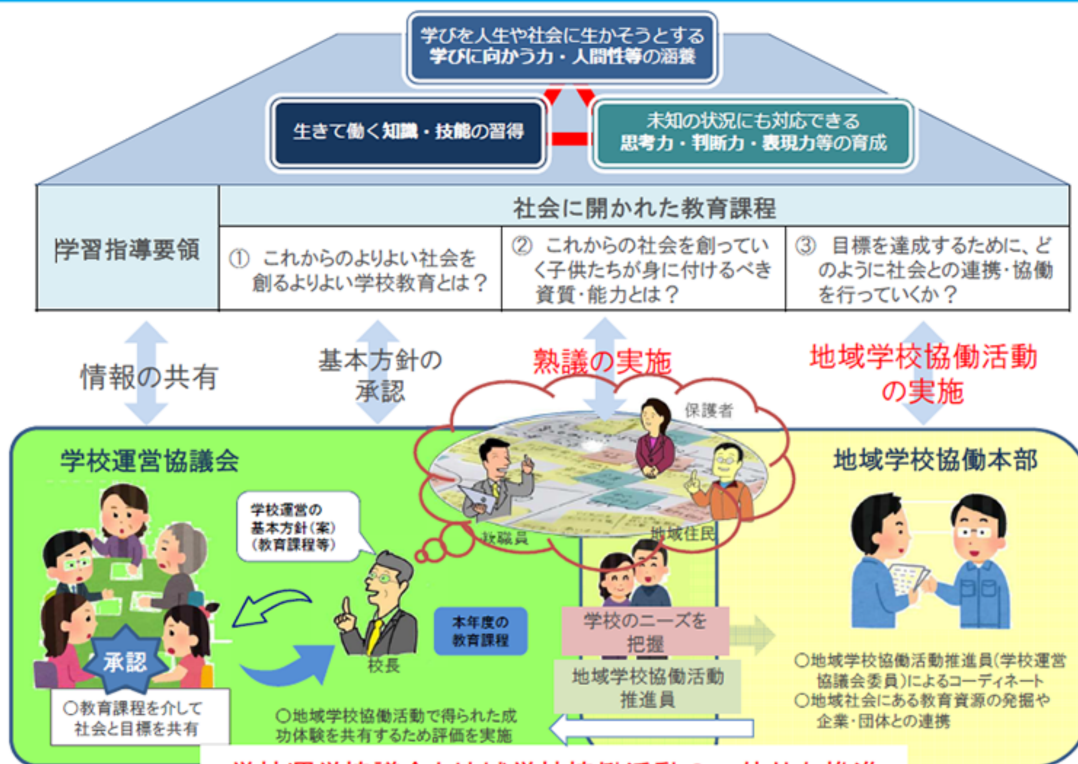 学びを人生や社会に生かそうとする
学びに向かう力・人間性等の涵養
生きて働く知識・技能の習得
未知の状況にも対応できる
思考力・判断力・表現力等の育成
学習指導要領
社会に開かれた教育課程
① これからのよりよい社会を
創るよりよい学校教育とは？
② これからの社会を創ってい
く子供たちが身に付けるべき
資質・能力とは？
③ 目標を達成するために、ど
のように社会との連携・協働
を行っていくか？
情報の共有
基本方針の
承認
熟議の実施
地域学校協働活動
の実施
保護者
教職員
地域住民
学校運営協議会
学校運営の
基本方針(案)
(教育課程等)
承認
校長
本年度の
教育課程
○教育課程を介して
社会と目標を共有
○地域学校協働活動で得られた成
功体験を共有するため評価を実施
学校のニーズを
把握
地域学校協働活動
推進員
地域学校協働本部
○地域学校協働活動推進員(学校運営
協議会委員)によるコーディネート
○地域社会にある教育資源の発掘や
企業・団体との連携